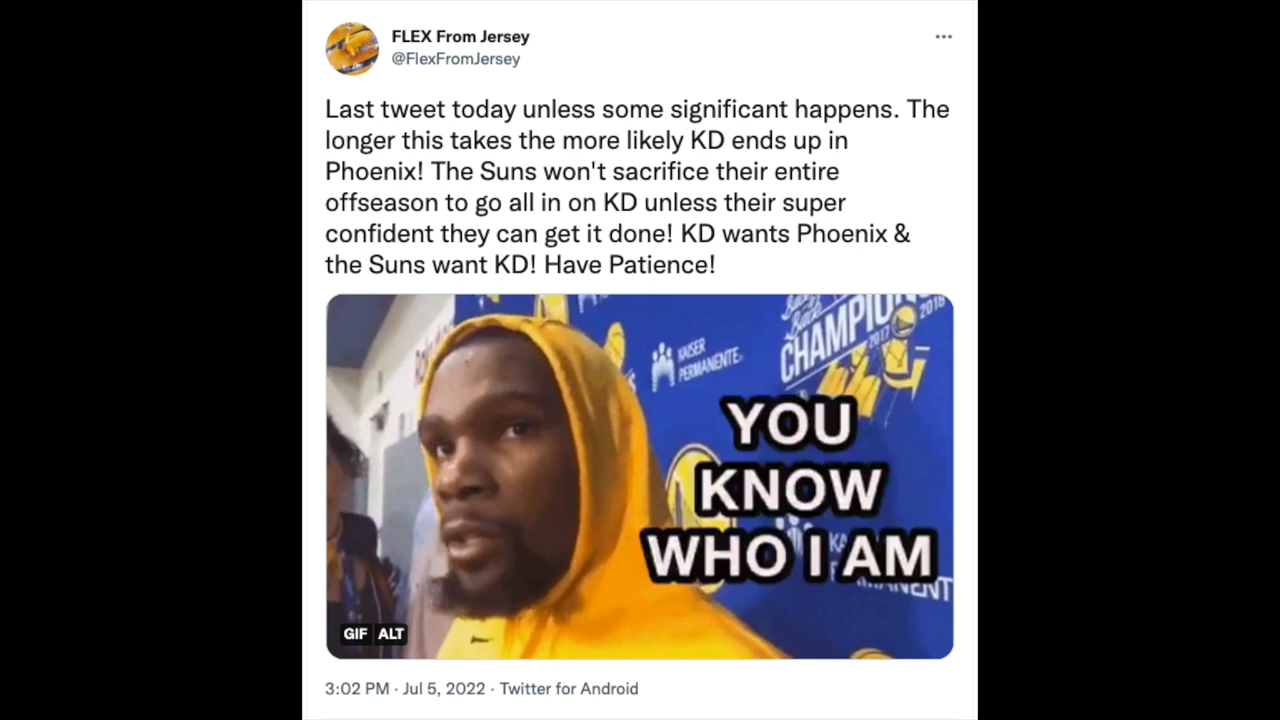 FLEX From Jersey
@FlexFromJersey
Last tweet today unless some significant happens. The
longer this takes the more likely KD ends up in
Phoenix! The Suns won't sacrifice their entire
offseason to go all in on KD unless their super
confident they can get it done! KD wants Phoenix &
the Suns want KD! Have Patience!
Back
Back
CHAMPIONS
2017 2018
KAISER
PERMANENTE
YOU
KNOW
WHO I AM
GIF ALT
3:02 PM · Jul 5, 2022 · Twitter for Android